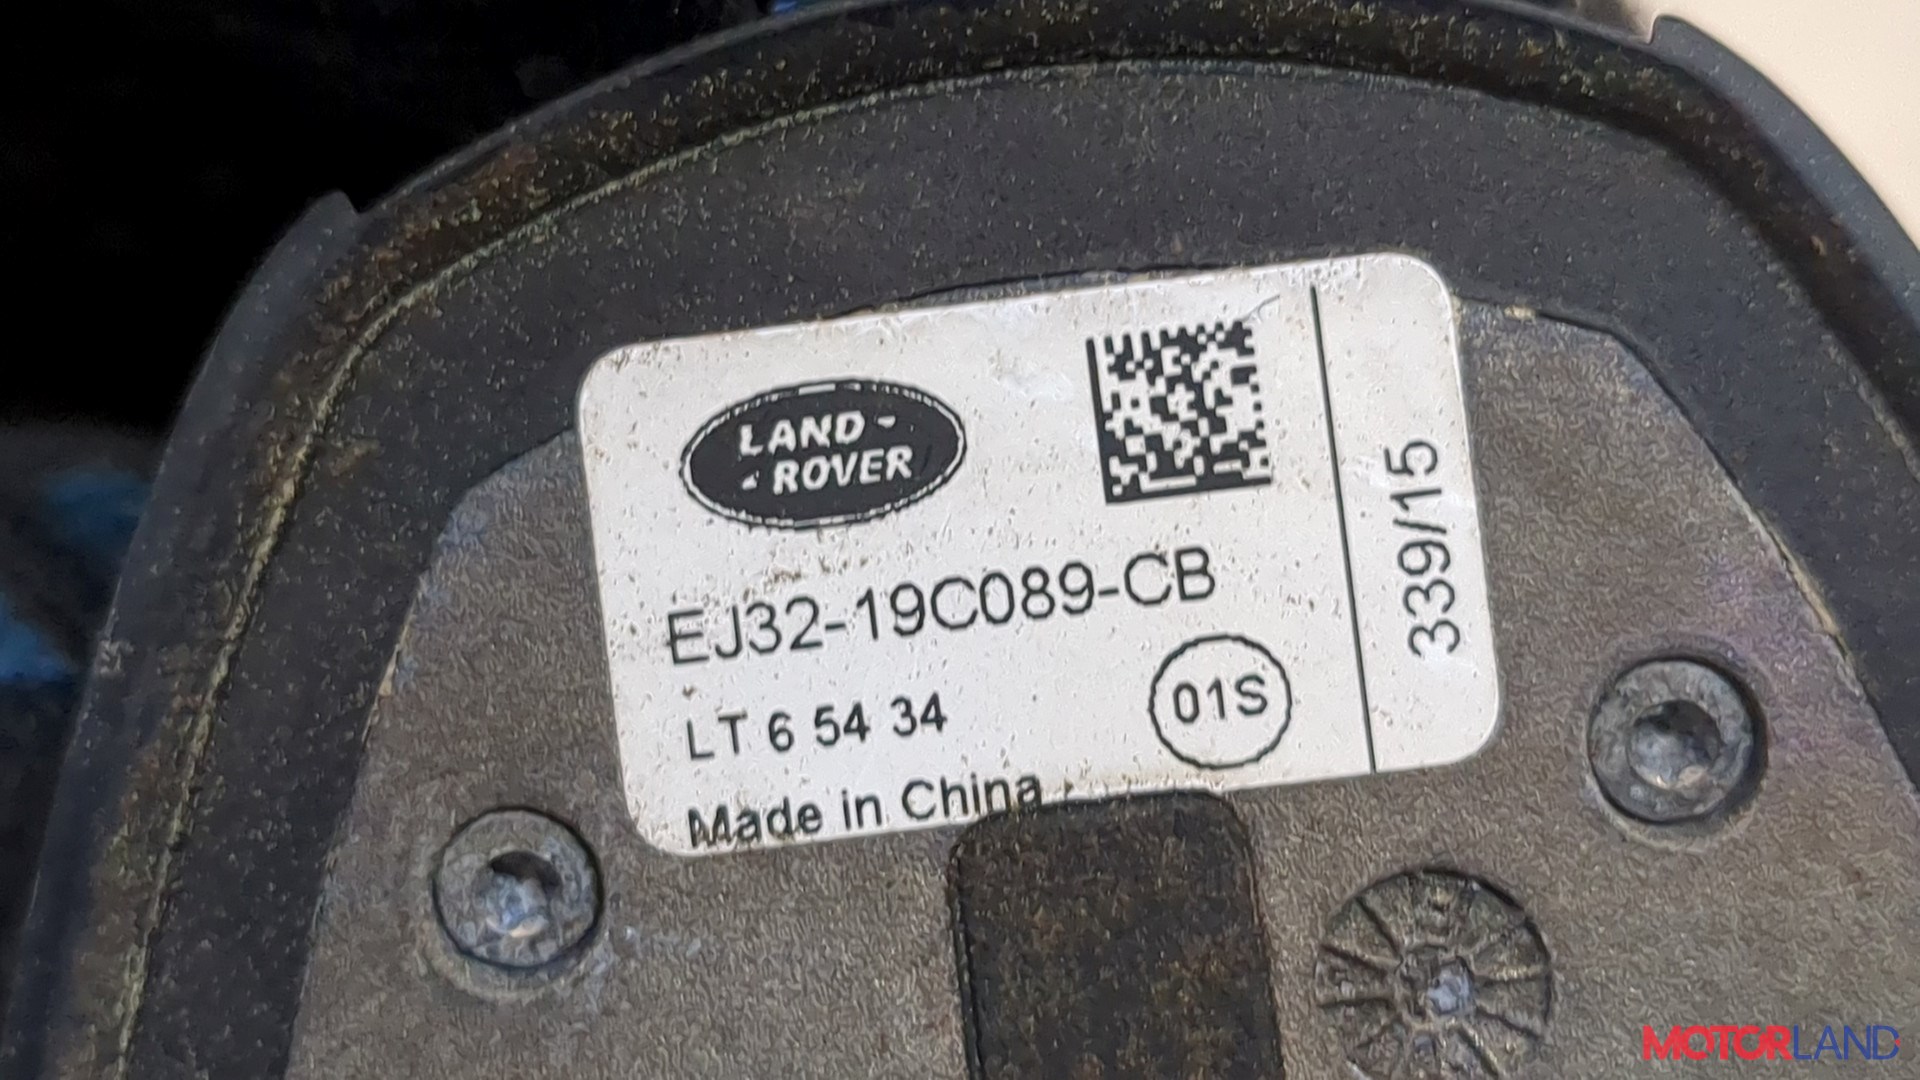 LAND-
-ROVER
EJ32-19C089-CB
LT 6 54 34
01S
Made in China
339/15
MOTORLAND